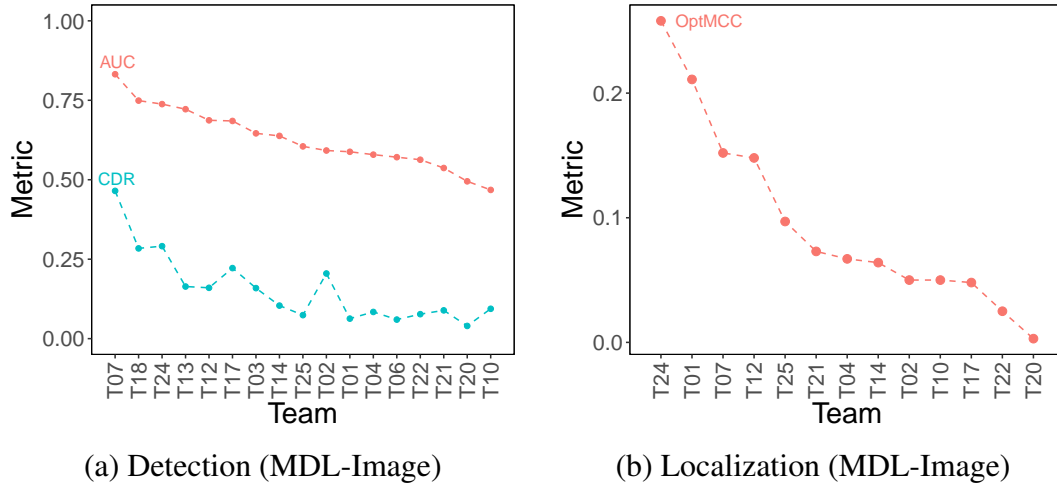 1.00
0.75
0.50
0.25
0.00
Metric
AUC
CDR
T07 T18 T24 T13 T12 T17 T03 T14 T25 T02 T01 T04 T06 T22 T21 T20 T10
Team
(a) Detection (MDL-Image)
0.2
0.1
0.0
Metric
OptMCC
T24 T01 T07 T12 T25 T21 T04 T14 T02 T10 T17 T22 T20
Team
(b) Localization (MDL-Image)